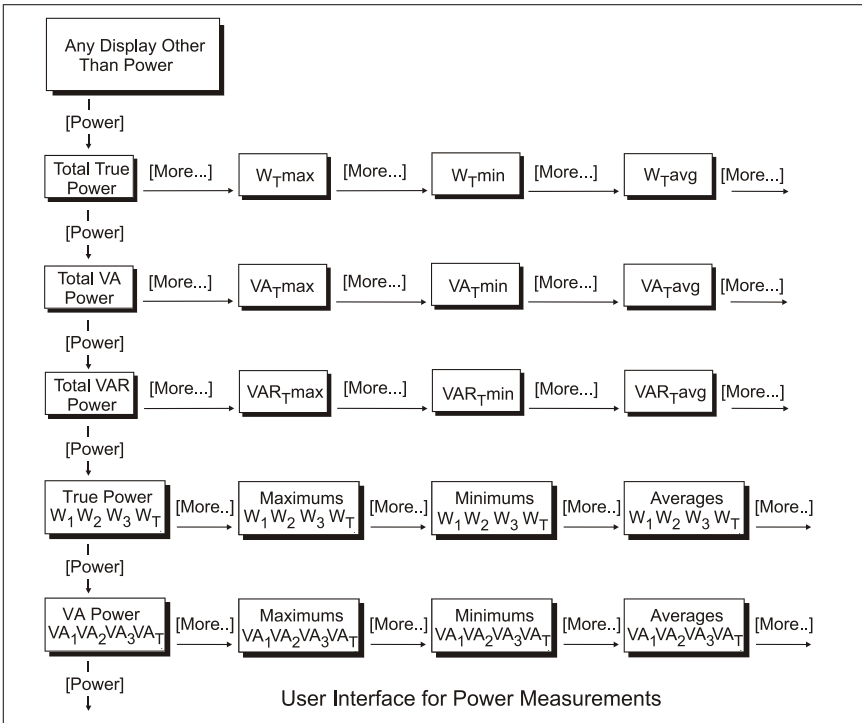 Any Display Other
Than Power
[Power]
Total True
Power
[More...]
WTmax
[More...]
WTmin
[More...]
WTavg
[More...]
[Power]
Total VA
Power
[More...]
VATmax
[More...]
VATmin
[More...]
VATavg
[More...]
[Power]
Total VAR
Power
[More...]
VARTmax
[More...]
VARTmin
[More...]
VARTavg
[More...]
[Power]
True Power
W1 W2 W3 WT
[More..]
Maximums
W1 W2 W3 WT
[More..]
Minimums
W1 W2 W3 WT
[More..]
Averages
W1 W2 W3 WT
[More..]
[Power]
VA Power
VA1VA2VA3VAT
[More..]
Maximums
VA1VA2VA3VAT
[More..]
Minimums
VA1VA2VA3VAT
[More..]
Averages
VA1VA2VA3VAT
[More..]
[Power]
User Interface for Power Measurements